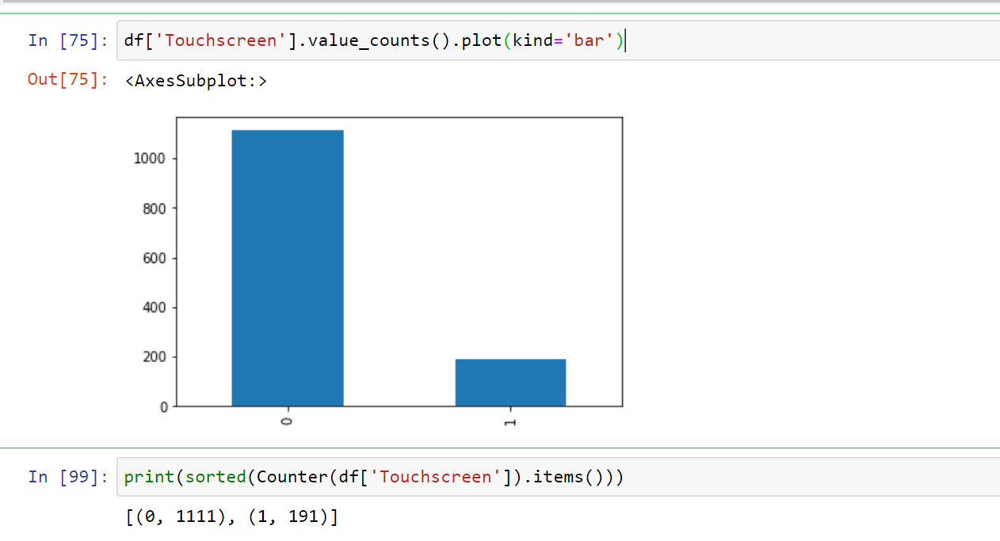 In [75]: df['Touchscreen'].value_counts().plot(kind='bar')
Out[75]: <AxesSubplot:>
1000
800
600
400
200
0
0 1
In [99]: print(sorted(Counter(df['Touchscreen']).items()))
[(0, 1111), (1, 191)]